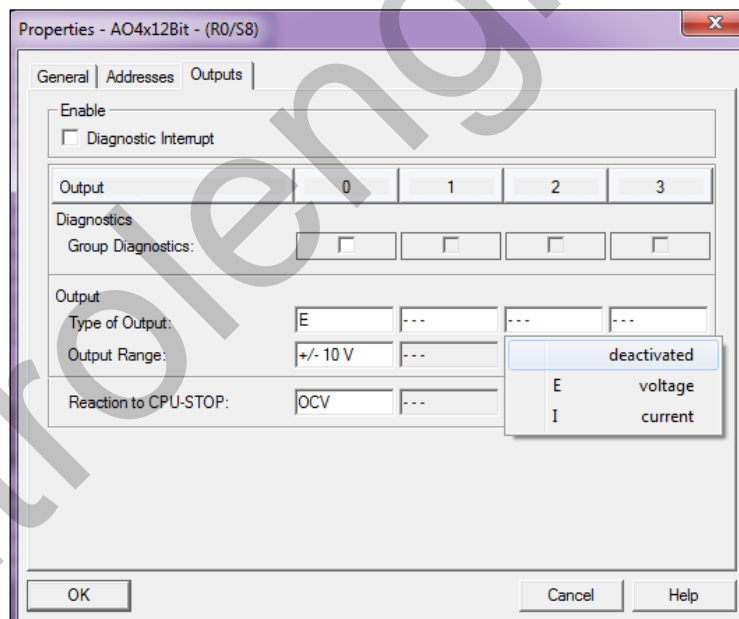 Properties - AO4x12Bit - (R0/S8)
General Addresses Outputs
Enable
Diagnostic Interrupt
Output 0 1 2 3
Diagnostics
Group Diagnostics:
Output
Type of Output: E - - - - - - - - -
Output Range: +/- 10 V - - -
deactivated
E voltage
Reaction to CPU-STOP: OCV - - -
I current
OK Cancel Help